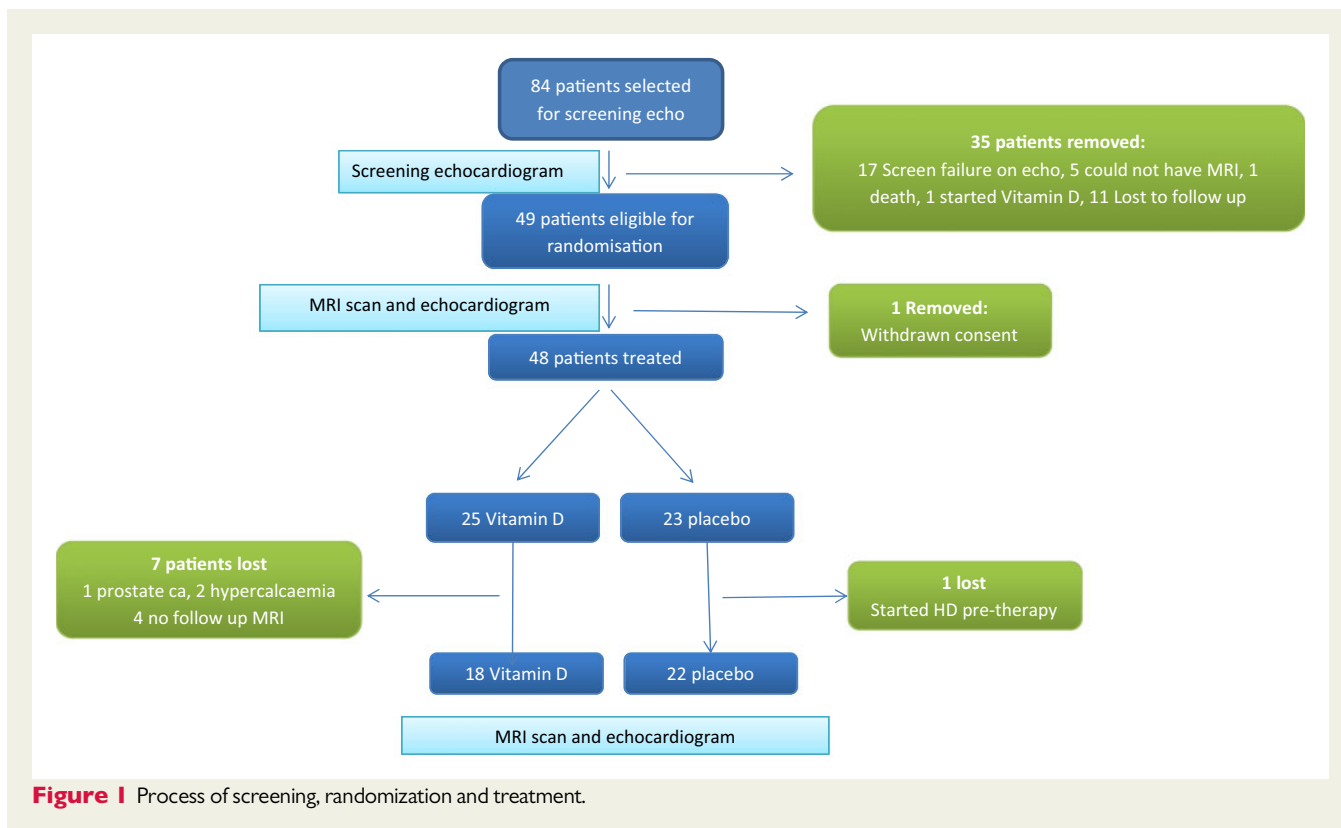 84 patients selected
for screening echo
Screening echocardiogram
35 patients removed:
17 Screen failure on echo, 5 could not have MRI, 1
death, 1 started Vitamin D, 11 Lost to follow up
49 patients eligible for
randomisation
MRI scan and echocardiogram
1 Removed:
Withdrawn consent
48 patients treated
25 Vitamin D
23 placebo
7 patients lost
1 prostate ca, 2 hypercalcaemia
4 no follow up MRI
1 lost
Started HD pre-therapy
18 Vitamin D
22 placebo
MRI scan and echocardiogram
Figure 1 Process of screening, randomization and treatment.